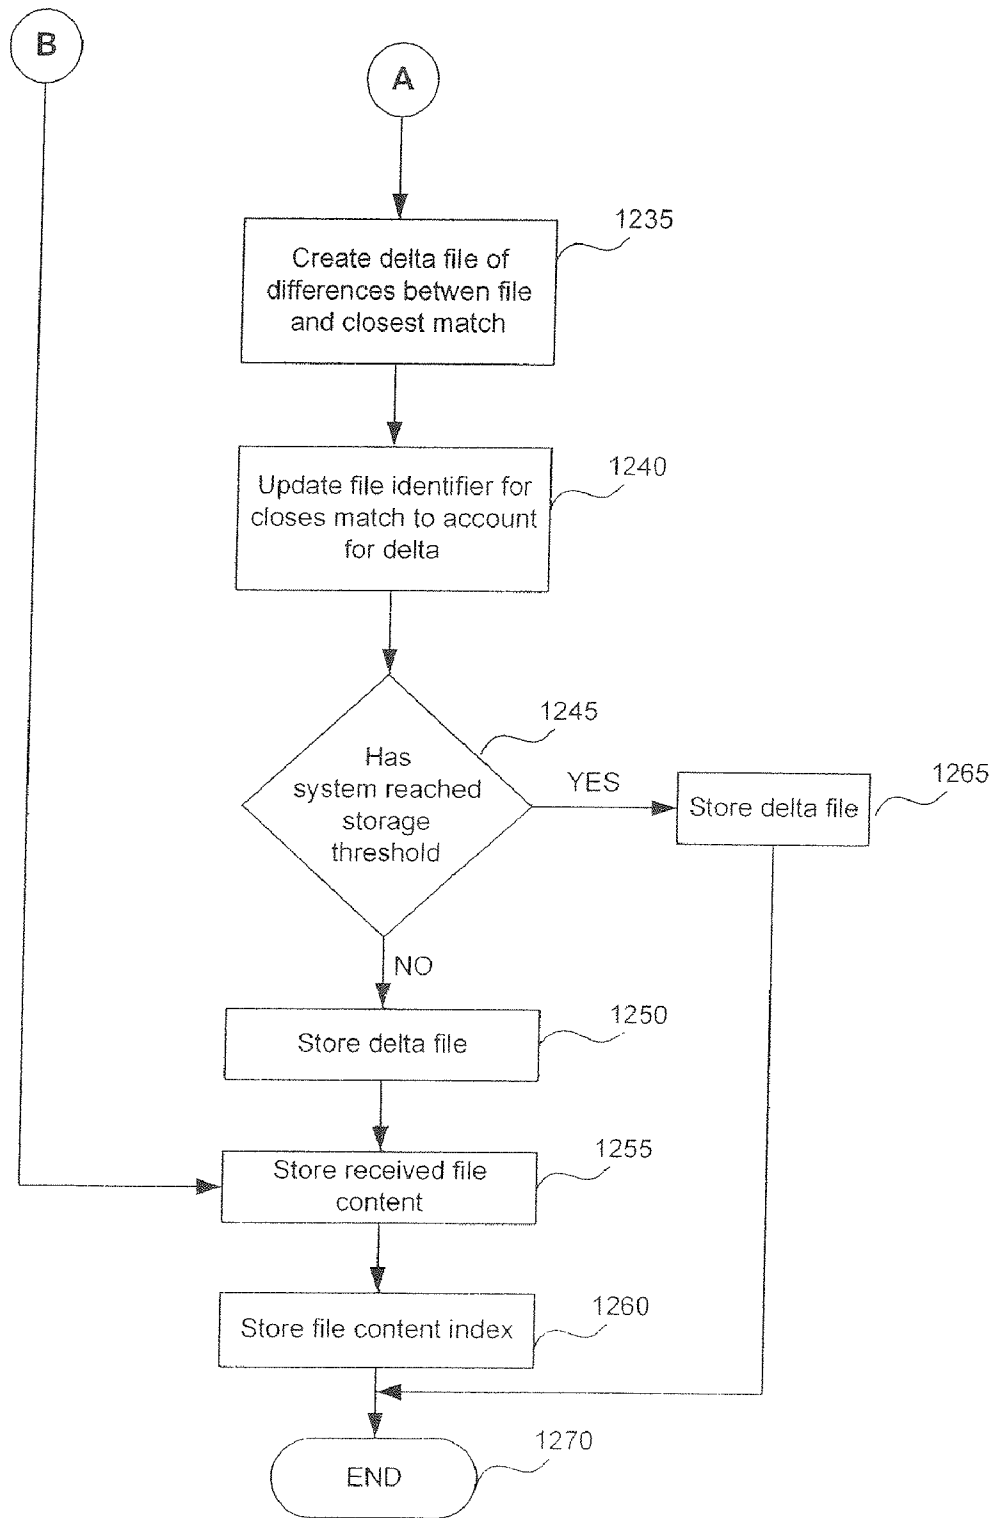 B
A
1235
Create delta file of
differences betwen file
and closest match
1240
Update file identifier for
closes match to account
for delta
1245
Has
system reached
storage
threshold
YES
1265
Store delta file
NO
1250
Store delta file
1255
Store received file
content
1260
Store file content index
1270
END